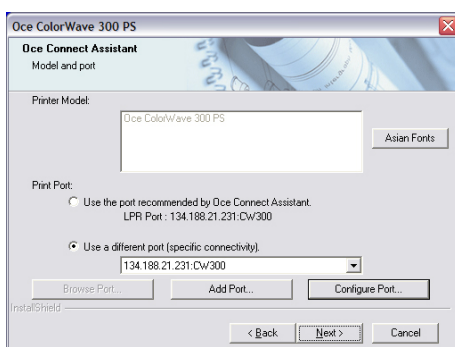 Oce ColorWave 300 PS
Oce Connect Assistant
Model and port
Printer Model:
Oce ColorWave 300 PS
Asian Fonts
Print Port:
Use the port recommended by Oce Connect Assistant.
LPR Port : 134.188.21.231:CW300
Use a different port (specific connectivity).
134.188.21.231:CW300
Browse Port... Add Port... Configure Port...
InstallShield
< Back Next > Cancel